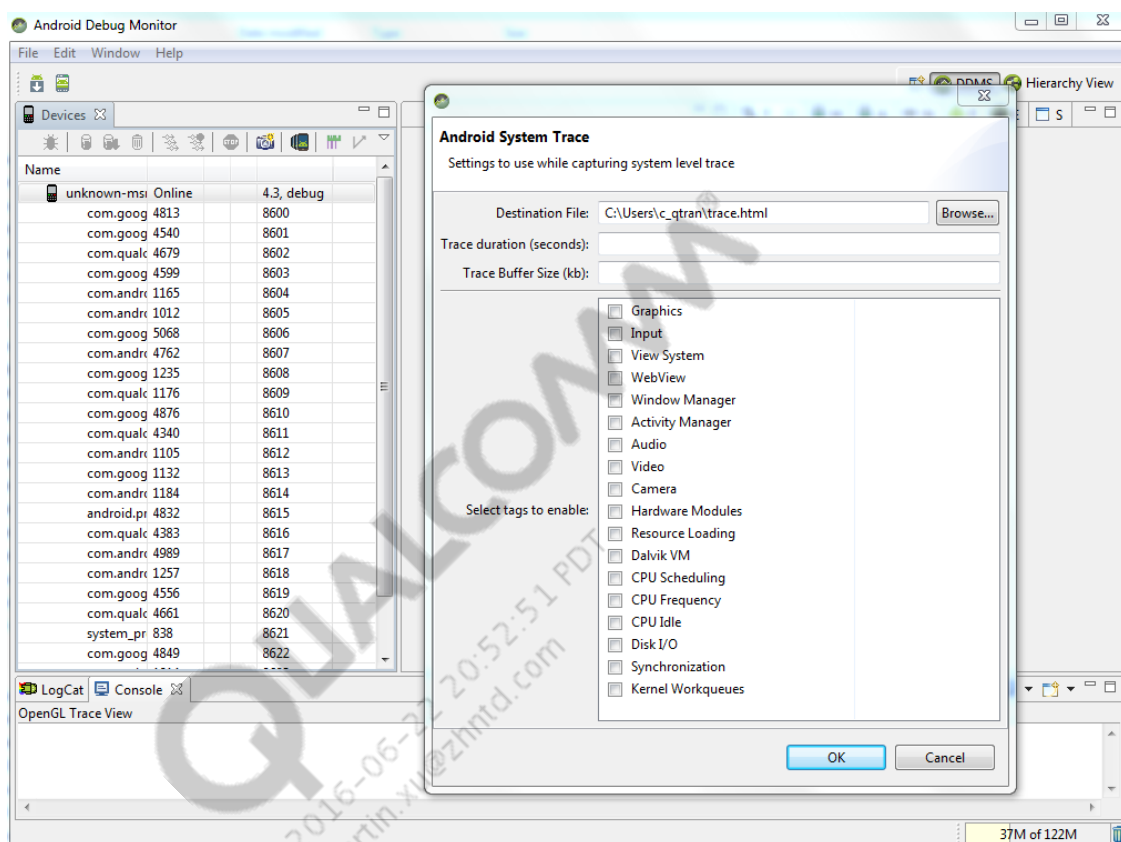 Android Debug Monitor
File Edit Window Help
DDMS Hierarchy View
Devices
S
Name
unknown-msı Online 4.3, debug
com.goog 4813 8600
com.goog 4540 8601
com.qualc 4679 8602
com.goog 4599 8603
com.andrc 1165 8604
com.andrc 1012 8605
com.goog 5068 8606
com.andrc 4762 8607
com.goog 1235 8608
com.qualc 1176 8609
com.goog 4876 8610
com.qualc 4340 8611
com.andrc 1105 8612
com.goog 1132 8613
com.andrc 1184 8614
android.pr 4832 8615
com.qualc 4383 8616
com.andrc 4989 8617
com.andrc 1257 8618
com.goog 4556 8619
com.qualc 4661 8620
system_pr 838 8621
com.goog 4849 8622
Android System Trace
Settings to use while capturing system level trace
Destination File: C:\Users\c_qtran\trace.html Browse...
Trace duration (seconds):
Trace Buffer Size (kb):
Select tags to enable:
Graphics
Input
View System
WebView
Window Manager
Activity Manager
Audio
Video
Camera
Hardware Modules
Resource Loading
Dalvik VM
CPU Scheduling
CPU Frequency
CPU Idle
Disk I/O
Synchronization
Kernel Workqueues
OK Cancel
LogCat Console
OpenGL Trace View
37M of 122M
QUALCOMM®
2016-06-22 20:52:51 PDT